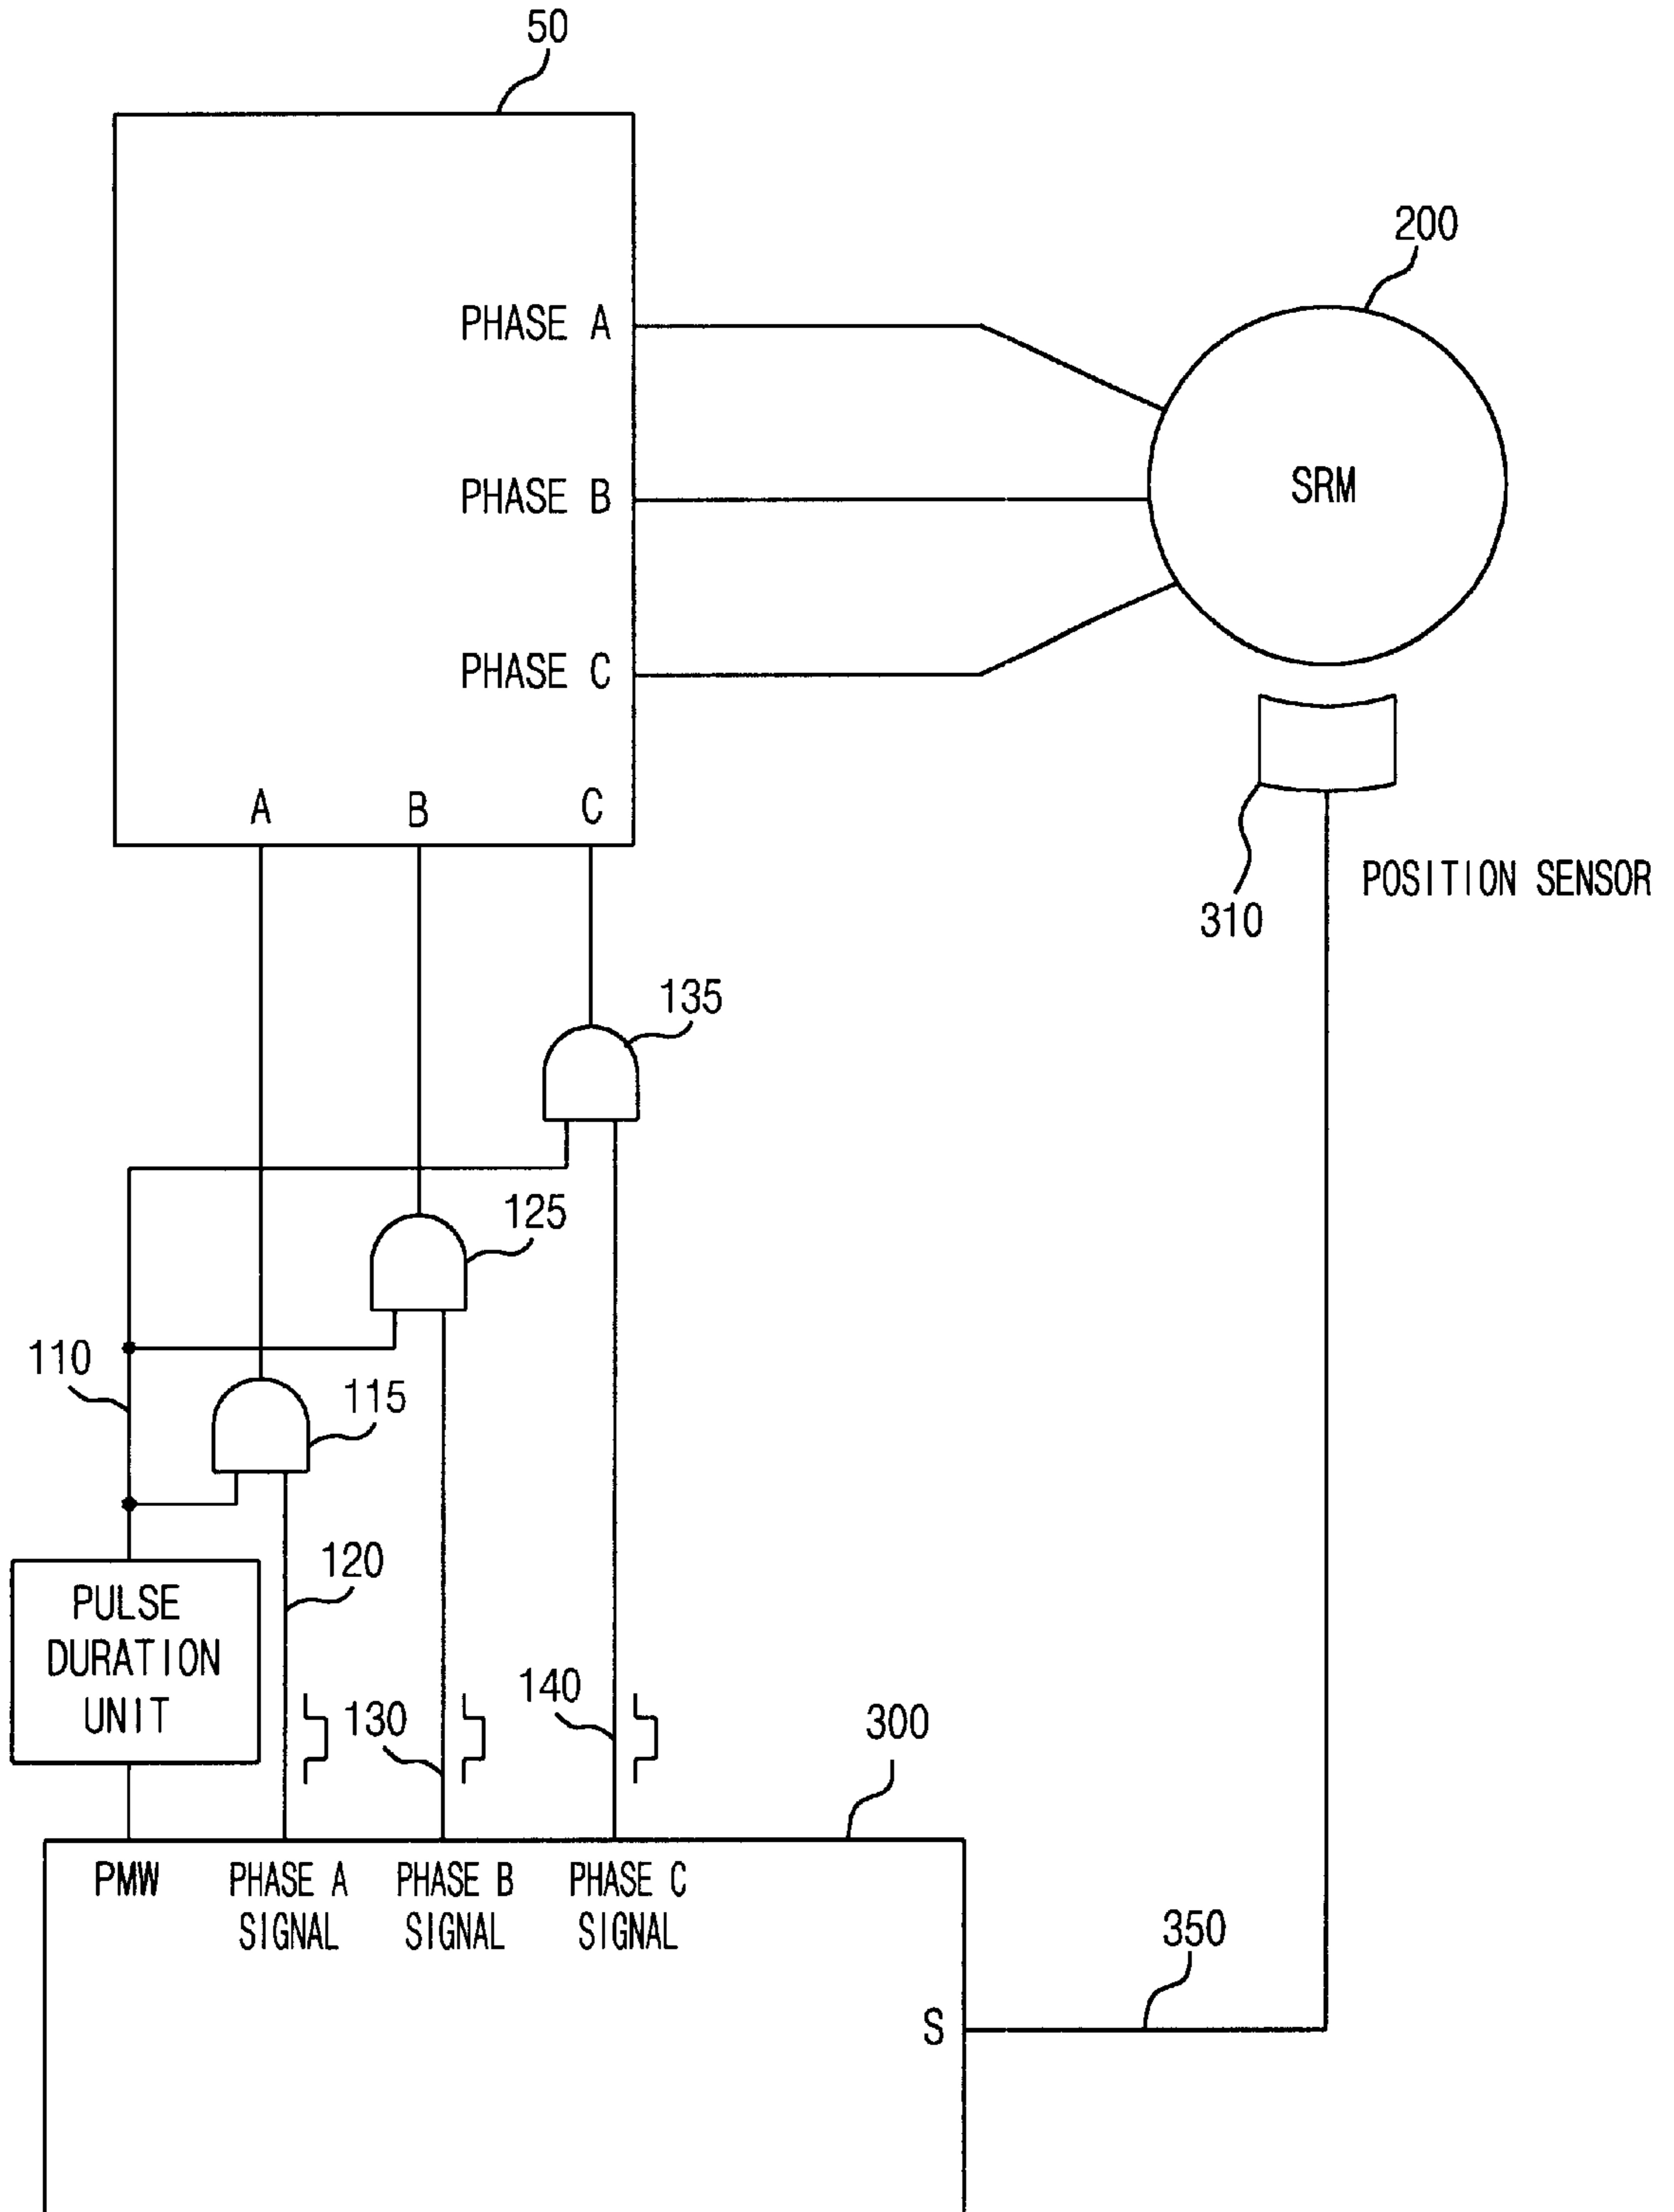 50
200
PHASE A
PHASE B
SRM
PHASE C
A B C
POSITION SENSOR
310
135
125
110
115
120
PULSE
DURATION
UNIT
140
130
300
PMW
PHASE A
SIGNAL
PHASE B
SIGNAL
PHASE C
SIGNAL
350
S